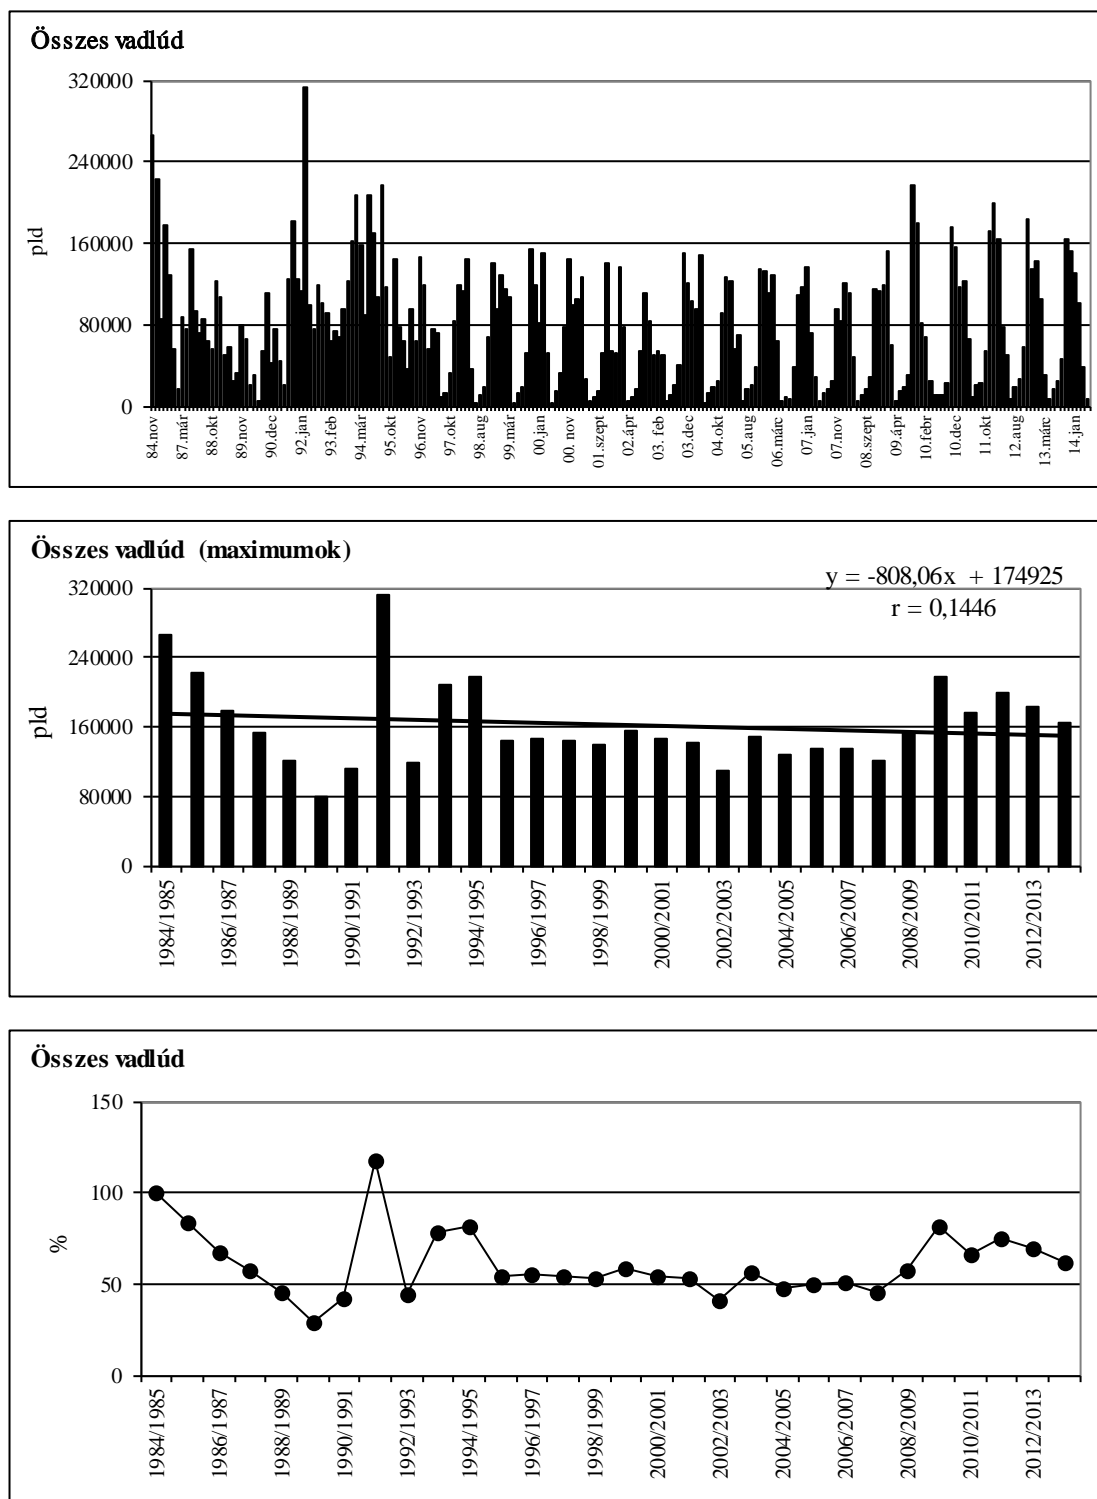 Összes vadlúd
320000
240000
160000
80000
0
pld
84.nov
87.már
88.okt
89.nov
90.dec
92.jan
93.feb
94.már
95.okt
96.nov
97.okt
98.aug
99.már
00.jan
00. nov
01.szept
02.ápr
03. feb
03.dec
04.okt
05.aug
06.márc
07.jan
07.nov
08.szept
09.ápr
10.febr
10.dec
11.okt
12.aug
13.márc
14.jan
Összes vadlúd (maximumok)
y = -808,06x + 174925
r = 0,1446
320000
240000
160000
80000
0
pld
1984/1985
1986/1987
1988/1989
1990/1991
1992/1993
1994/1995
1996/1997
1998/1999
2000/2001
2002/2003
2004/2005
2006/2007
2008/2009
2010/2011
2012/2013
Összes vadlúd
150
100
50
0
%
1984/1985
1986/1987
1988/1989
1990/1991
1992/1993
1994/1995
1996/1997
1998/1999
2000/2001
2002/2003
2004/2005
2006/2007
2008/2009
2010/2011
2012/2013